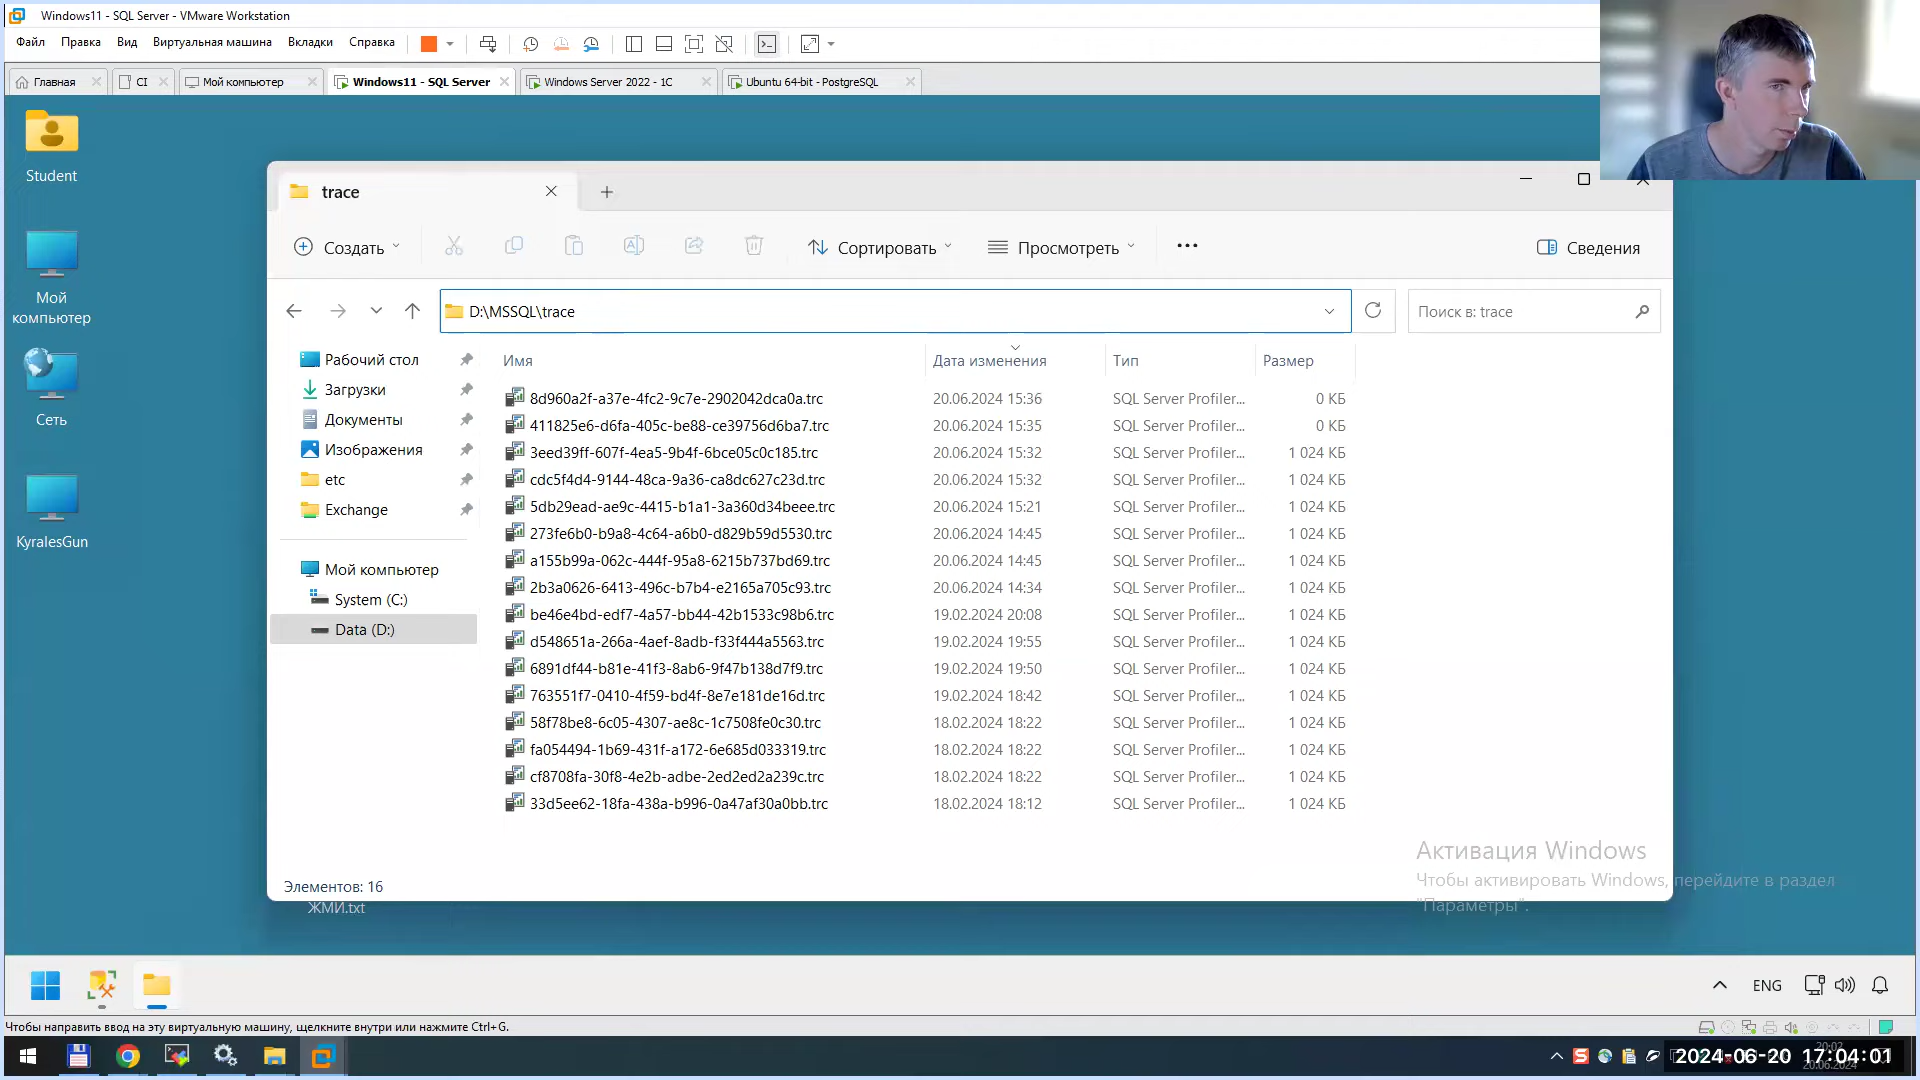 Windows11 - SQL Server - VMware Workstation
Файл Правка Вид Виртуальная машина Вкладки Справка
Главная CI Мой компьютер Windows11 - SQL Server Windows Server 2022 - 1C Ubuntu 64-bit - PostgreSQL
Student
Мой
компьютер
Сеть
KyralesGun
trace
Создать Сортировать Просмотреть Сведения
D:\MSSQL\trace Поиск в: trace
Рабочий стол
Загрузки
Документы
Изображения
etc
Exchange
Мой компьютер
System (C:)
Data (D:)
Имя Дата изменения Тип Размер
8d960a2f-a37e-4fc2-9c7e-2902042dca0a.trc 20.06.2024 15:36 SQL Server Profiler... 0 КБ
411825e6-d6fa-405c-be88-ce39756d6ba7.trc 20.06.2024 15:35 SQL Server Profiler... 0 КБ
3eed39ff-607f-4ea5-9b4f-6bce05c0c185.trc 20.06.2024 15:32 SQL Server Profiler... 1 024 КБ
cdc5f4d4-9144-48ca-9a36-ca8dc627c23d.trc 20.06.2024 15:32 SQL Server Profiler... 1 024 КБ
5db29ead-ae9c-4415-b1a1-3a360d34beee.trc 20.06.2024 15:21 SQL Server Profiler... 1 024 КБ
273fe6b0-b9a8-4c64-a6b0-d829b59d5530.trc 20.06.2024 14:45 SQL Server Profiler... 1 024 КБ
a155b99a-062c-444f-95a8-6215b737bd69.trc 20.06.2024 14:45 SQL Server Profiler... 1 024 КБ
2b3a0626-6413-496c-b7b4-e2165a705c93.trc 20.06.2024 14:34 SQL Server Profiler... 1 024 КБ
be46e4bd-edf7-4a57-bb44-42b1533c98b6.trc 19.02.2024 20:08 SQL Server Profiler... 1 024 КБ
d548651a-266a-4aef-8adb-f33f444a5563.trc 19.02.2024 19:55 SQL Server Profiler... 1 024 КБ
6891df44-b81e-41f3-8ab6-9f47b138d7f9.trc 19.02.2024 19:50 SQL Server Profiler... 1 024 КБ
763551f7-0410-4f59-bd4f-8e7e181de16d.trc 19.02.2024 18:42 SQL Server Profiler... 1 024 КБ
58f78be8-6c05-4307-ae8c-1c7508fe0c30.trc 18.02.2024 18:22 SQL Server Profiler... 1 024 КБ
fa054494-1b69-431f-a172-6e685d033319.trc 18.02.2024 18:22 SQL Server Profiler... 1 024 КБ
cf8708fa-30f8-4e2b-adbe-2ed2ed2a239c.trc 18.02.2024 18:22 SQL Server Profiler... 1 024 КБ
33d5ee62-18fa-438a-b996-0a47af30a0bb.trc 18.02.2024 18:12 SQL Server Profiler... 1 024 КБ
Активация Windows
Чтобы активировать Windows, перейдите в раздел
"Параметры".
Элементов: 16
ЖМИ.txt
ENG
Чтобы направить ввод на эту виртуальную машину, щелкните внутри или нажмите Ctrl+G.
20:02
2024-06-20 17:04:01
20.06.2024